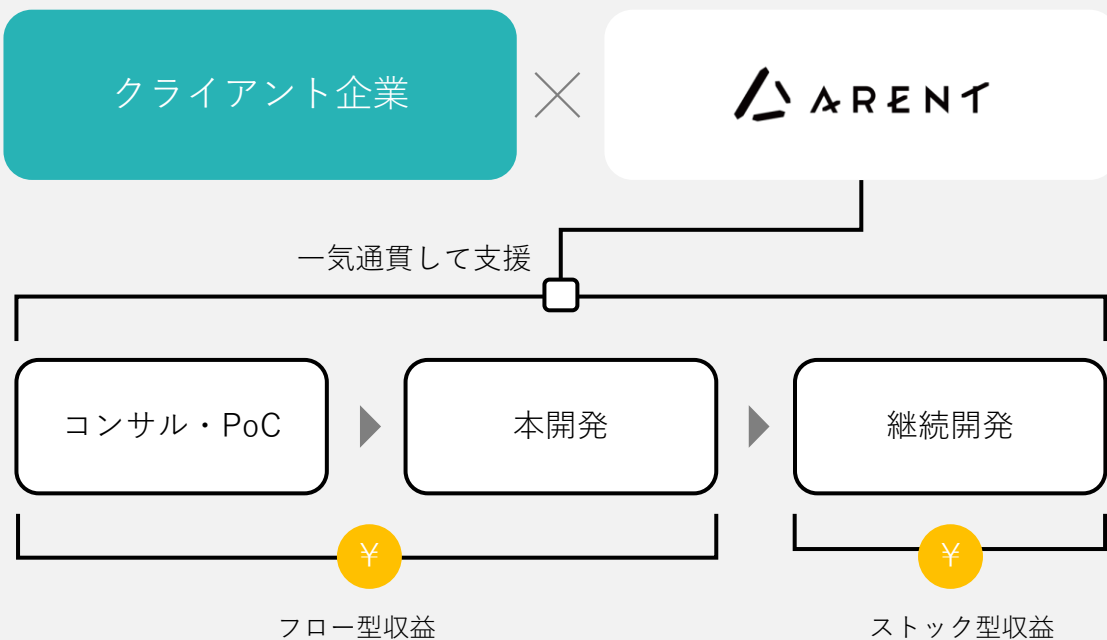 クライアント企業
ARENT
一気通貫して支援
コンサル・PoC
本開発
継続開発
¥
¥
フロー型収益
ストック型収益